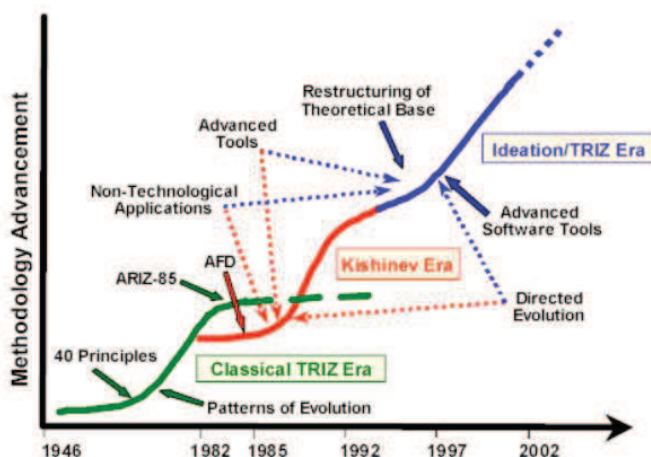 Methodology Advancement
Restructuring of
Theoretical Base
Advanced
Tools
Ideation/TRIZ Era
Non-Technological
Applications
Advanced
Software Tools
AFD
Kishinev Era
ARIZ-85
Directed
Evolution
40 Principles
Classical TRIZ Era
Patterns of Evolution
1946
1982
1985
1992
1997
2002